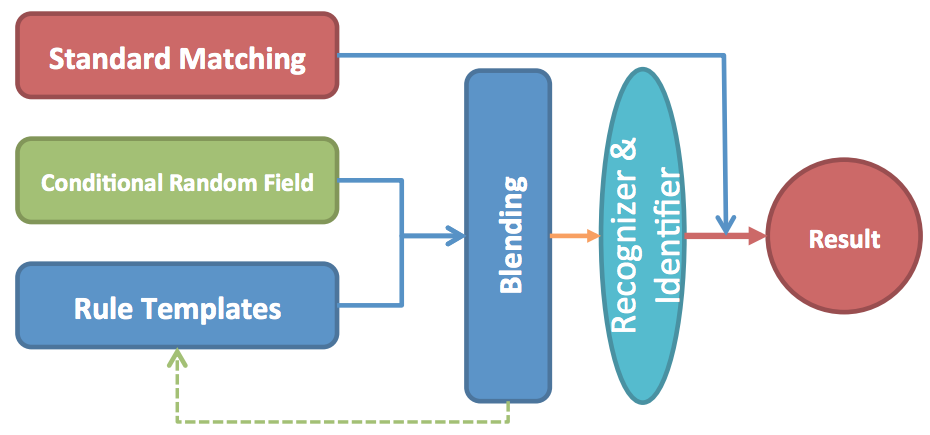 Standard Matching
Conditional Random Field
Rule Templates
Blending
Recognizer &
Identifier
Result